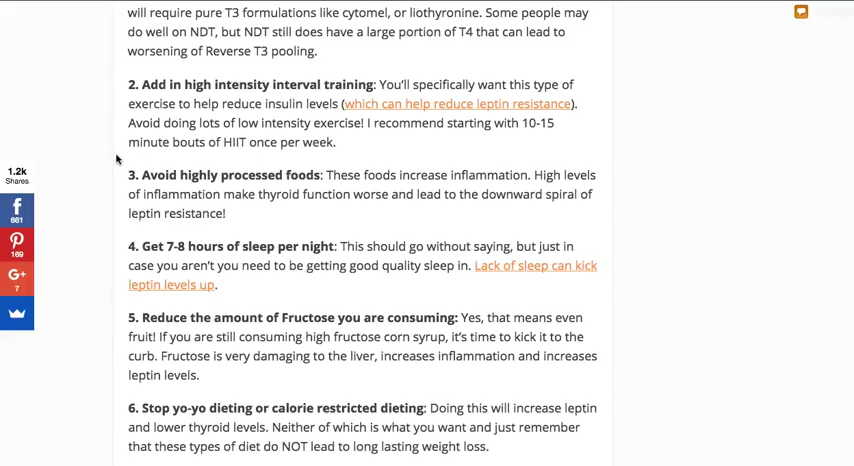 will require pure T3 formulations like cytomel, or liothyronine. Some people may
do well on NDT, but NDT still does have a large portion of T4 that can lead to
worsening of Reverse T3 pooling.
2. Add in high intensity interval training: You’ll specifically want this type of
exercise to help reduce insulin levels (which can help reduce leptin resistance).
Avoid doing lots of low intensity exercise! I recommend starting with 10-15
minute bouts of HIIT once per week.
1.2k
Shares
3. Avoid highly processed foods: These foods increase inflammation. High levels
of inflammation make thyroid function worse and lead to the downward spiral of
leptin resistance!
661
169
G+
7
4. Get 7-8 hours of sleep per night: This should go without saying, but just in
case you aren’t you need to be getting good quality sleep in. Lack of sleep can kick
leptin levels up.
5. Reduce the amount of Fructose you are consuming: Yes, that means even
fruit! If you are still consuming high fructose corn syrup, it’s time to kick it to the
curb. Fructose is very damaging to the liver, increases inflammation and increases
leptin levels.
6. Stop yo-yo dieting or calorie restricted dieting: Doing this will increase leptin
and lower thyroid levels. Neither of which is what you want and just remember
that these types of diet do NOT lead to long lasting weight loss.